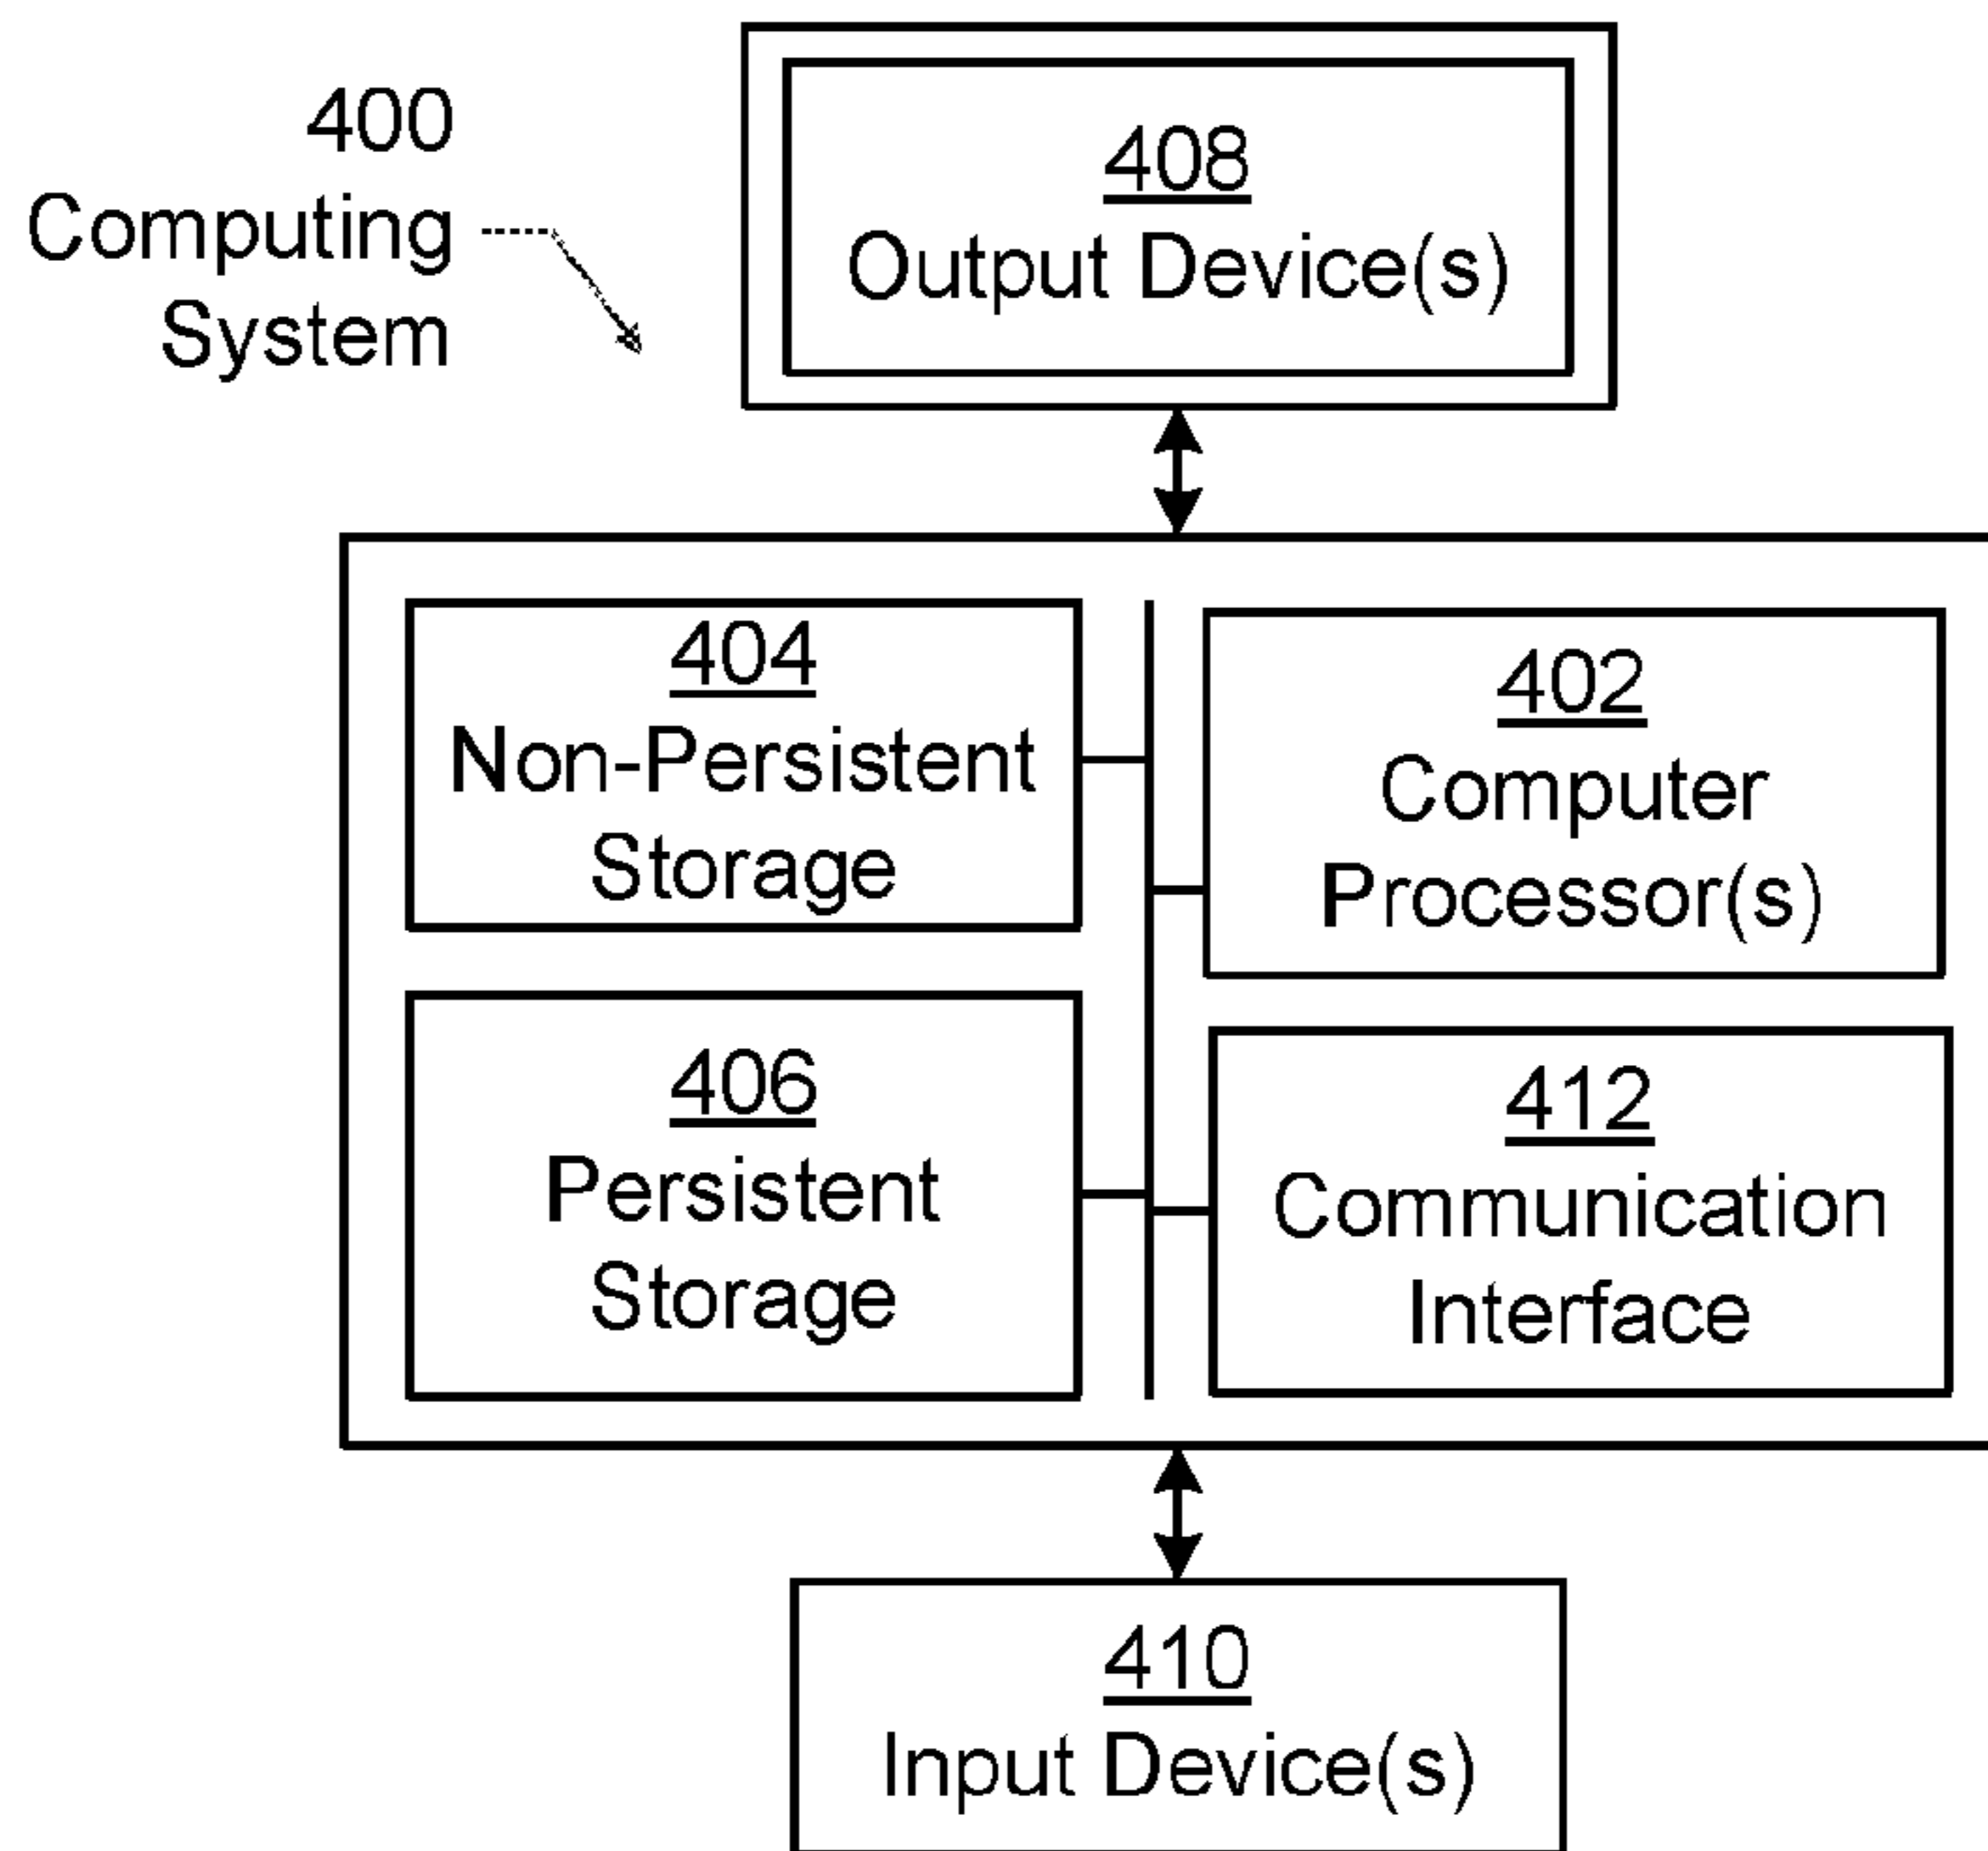 400
Computing
System
408
Output Device(s)
404
Non-Persistent
Storage
402
Computer
Processor(s)
406
Persistent
Storage
412
Communication
Interface
410
Input Device(s)